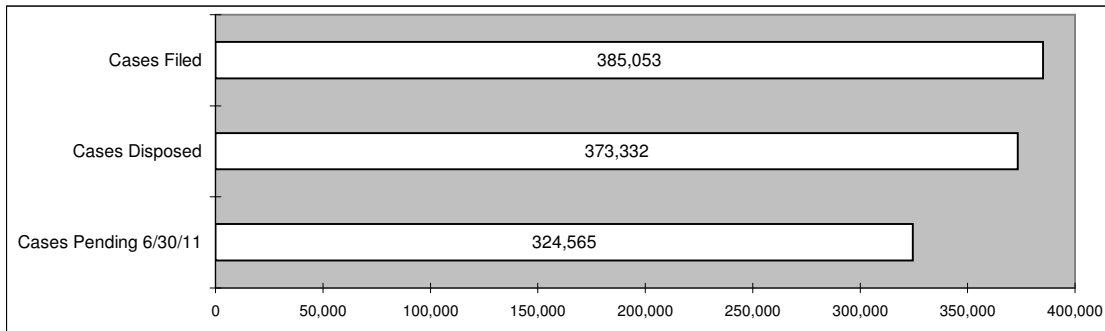 Cases Filed
385,053
Cases Disposed
373,332
Cases Pending 6/30/11
324,565
0 50,000 100,000 150,000 200,000 250,000 300,000 350,000 400,000